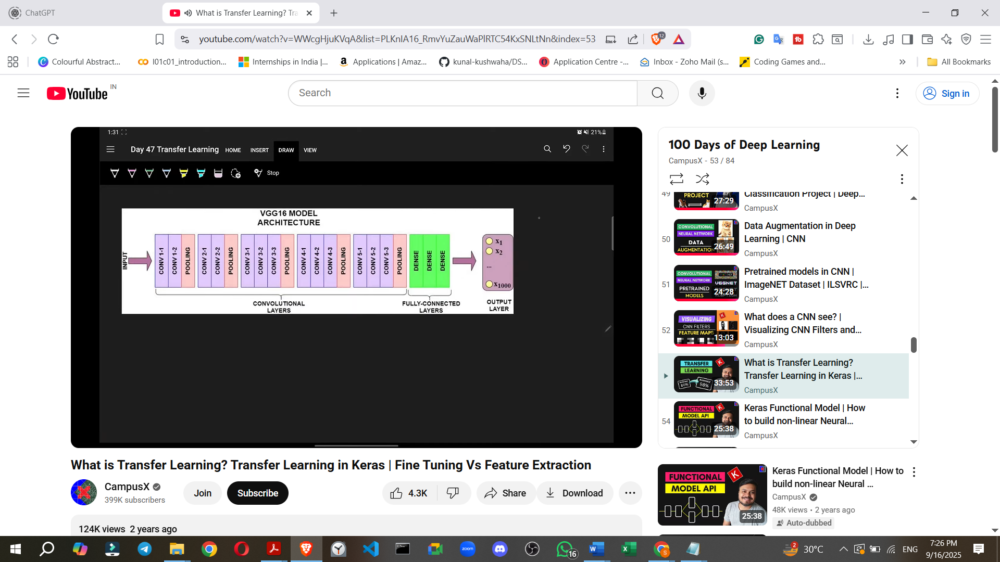 ChatGPT
What is Transfer Learning? Tra
youtube.com/watch?v=WWcgHjuKVqA&list=PLKnIA16_RmvYuZauWaPlRTC54KxSNLtNn&index=53
12
Colourful Abstract...
l01c01_introduction...
Internships in India |...
Applications | Amaz...
kunal-kushwaha/DS...
Application Centre -...
Inbox - Zoho Mail (s...
Coding Games and...
All Bookmarks
YouTube IN
Search
Sign in
1:31
21%
Day 47 Transfer Learning HOME INSERT DRAW VIEW
Stop
VGG16 MODEL
ARCHITECTURE
INPUT
CONV 1-1
CONV 1-2
POOLING
CONV 2-1
CONV 2-2
POOLING
CONV 3-1
CONV 3-2
CONV 3-3
POOLING
CONV 4-1
CONV 4-2
CONV 4-3
POOLING
CONV 5-1
CONV 5-2
CONV 5-3
POOLING
DENSE
DENSE
DENSE
x1
x2
...
x1000
CONVOLUTIONAL
LAYERS
FULLY-CONNECTED
LAYERS
OUTPUT
LAYER
100 Days of Deep Learning
CampusX - 53 / 84
49
PROJECT
27:29
Classification Project | Deep...
CampusX
50
CONVOLUTIONAL
NEURAL NETWORK
DATA
AUGMENTATION
26:49
Data Augmentation in Deep
Learning | CNN
CampusX
51
CONVOLUTIONAL
NEURAL NETWORK
PRETRAINED
MODELS
24:28
Pretrained models in CNN |
ImageNET Dataset | ILSVRC |...
CampusX
52
VISUALIZING
CNN FILTERS
FEATURE MAPS
13:03
What does a CNN see? |
Visualizing CNN Filters and...
CampusX
TRANSFER
LEARNING
33:53
What is Transfer Learning?
Transfer Learning in Keras |...
CampusX
54
FUNCTIONAL
MODEL API
25:38
Keras Functional Model | How
to build non-linear Neural...
CampusX
What is Transfer Learning? Transfer Learning in Keras | Fine Tuning Vs Feature Extraction
CampusX
399K subscribers
Join
Subscribe
4.3K
Share
Download
124K views 2 years ago
FUNCTIONAL
MODEL API
K
25:38
Keras Functional Model | How to
build non-linear Neural ...
CampusX
48K views • 2 years ago
Auto-dubbed
zoom
16
2
30°C
ENG
7:26 PM
9/16/2025